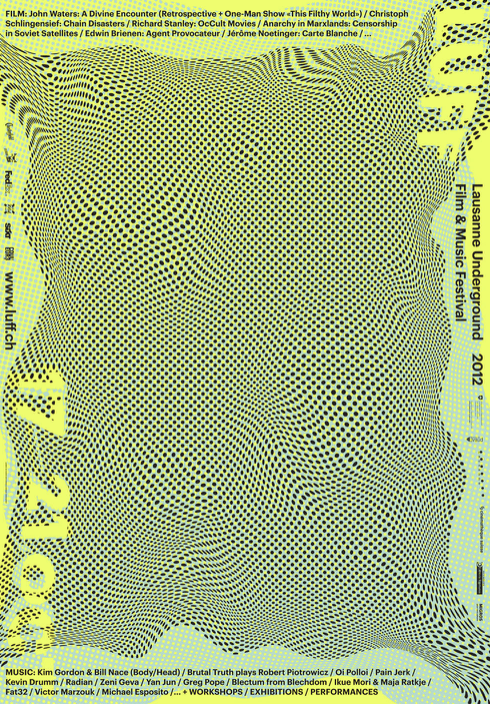 FILM: John Waters: A Divine Encounter (Retrospective + One-Man Show «This Filthy World») / Christoph
Schlingensief: Chain Disasters / Richard Stanley: OcCult Movies / Anarchy in Marxlands: Censorship
in Soviet Satellites / Edwin Brienen: Agent Provocateur / Jérôme Noetinger: Carte Blanche / ...
LUFF
Lausanne Underground 2012
Film & Music Festival
www.luff.ch
17–21 oct
MUSIC: Kim Gordon & Bill Nace (Body/Head) / Brutal Truth plays Robert Piotrowicz / Oi Polloi / Pain Jerk /
Kevin Drumm / Radian / Zeni Geva / Yan Jun / Greg Pope / Blectum from Blechdom / Ikue Mori & Maja Ratkje /
Fat32 / Victor Marzouk / Michael Esposito /... + WORKSHOPS / EXHIBITIONS / PERFORMANCES